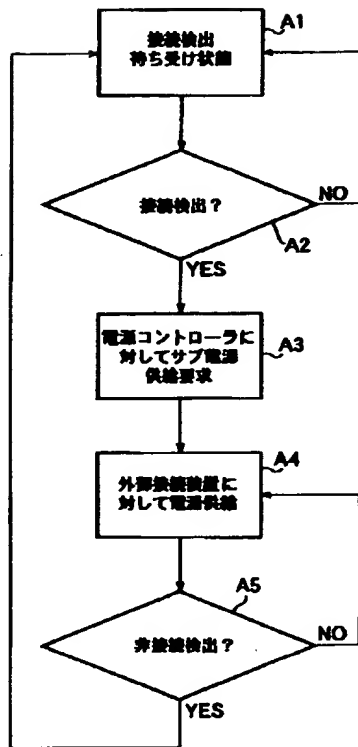 A1
接続検出
待ち受け状態
接続検出？
NO
A2
YES
電源コントローラに
対してサブ電源
供給要求
A3
A4
外部接続装置に
対して電源供給
A5
非接続検出？
NO
YES